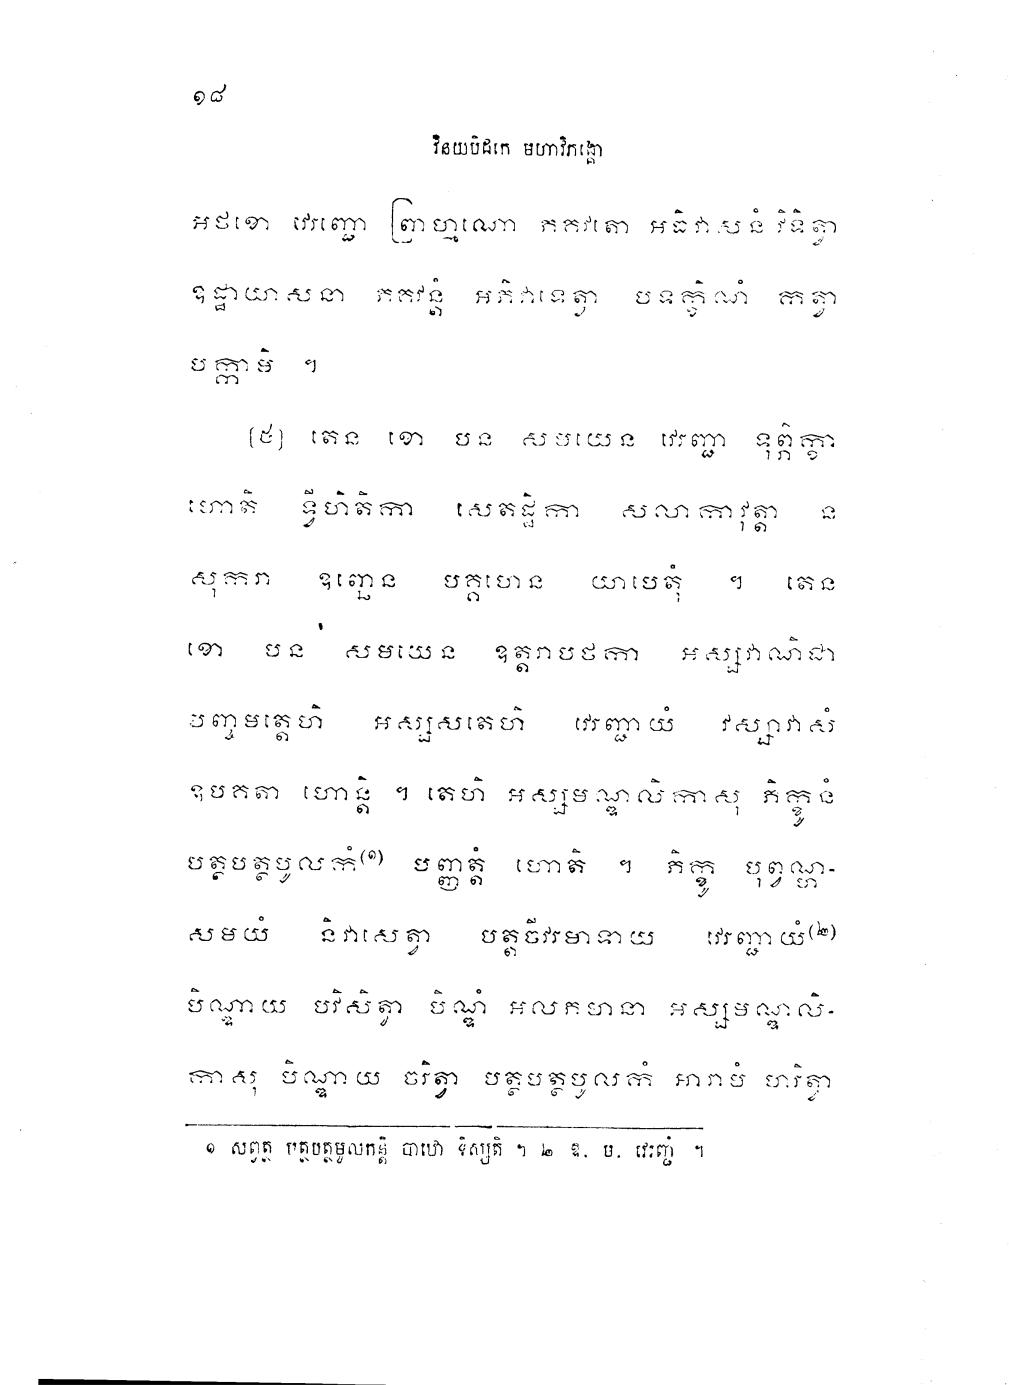 ១៨
វិនយបិដកេ មហាវិភង្គោ
អថខោ វេរញ្ជោ ព្រាហ្មណោ ភគវតោ អធិវាសនំ វិទិត្វា
ឧដ្ឋាយាសនា ភគវន្តំ អភិវាទេត្វា បទក្ខិណំ កត្វា
បក្កាមិ ។
(៥) តេន ខោ បន សមយេន វេរញ្ជា ទុព្ភិក្ខា
ហោតិ ទ្វីហិតិកា សេតដ្ឋិកា សលាកាវុត្តា ន
សុករា ឧញ្ឆេន បគ្គហេន យាបេតុំ ។ តេន
ខោ បន សមយេន ឧត្តរាបថកា អស្សវាណិជា
បញ្ចមត្តេហិ អស្សសតេហិ វេរញ្ជាយំ វស្សាវាសំ
ឧបគតា ហោន្តិ ។ តេហិ អស្សមណ្ឌលិកាសុ ភិក្ខូនំ
បត្ថបត្ថបូលកំ(១) បញ្ញត្តំ ហោតិ ។ ភិក្ខូ បុព្វណ្ហ-
សមយំ និវាសេត្វា បត្តចីវរមាទាយ វេរញ្ជាយំ(២)
បិណ្ឌាយ បវិសិត្វា បិណ្ឌំ អលភមានា អស្សមណ្ឌលិ-
កាសុ បិណ្ឌាយ ចរិត្វា បត្ថបត្ថបូលកំ អារាមំ ហរិត្វា
១ សព្វត្ថ បត្ថបត្ថមូលកន្តិ បាឋោ ទិស្សតិ ។ ២ ឱ. ម. វេរញ្ជំ ។